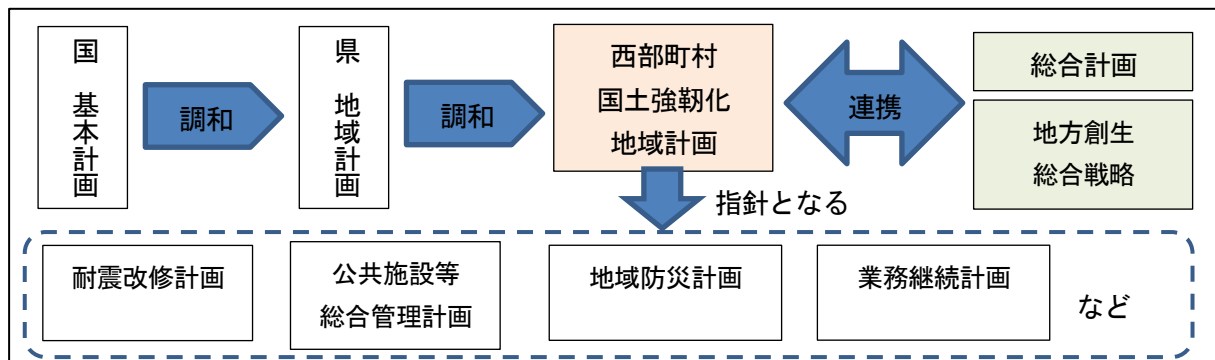 国 基本計画
調和
県 地域計画
調和
西部町村
国土強靭化
地域計画
連携
総合計画
地方創生
総合戦略
指針となる
耐震改修計画
公共施設等
総合管理計画
地域防災計画
業務継続計画
など